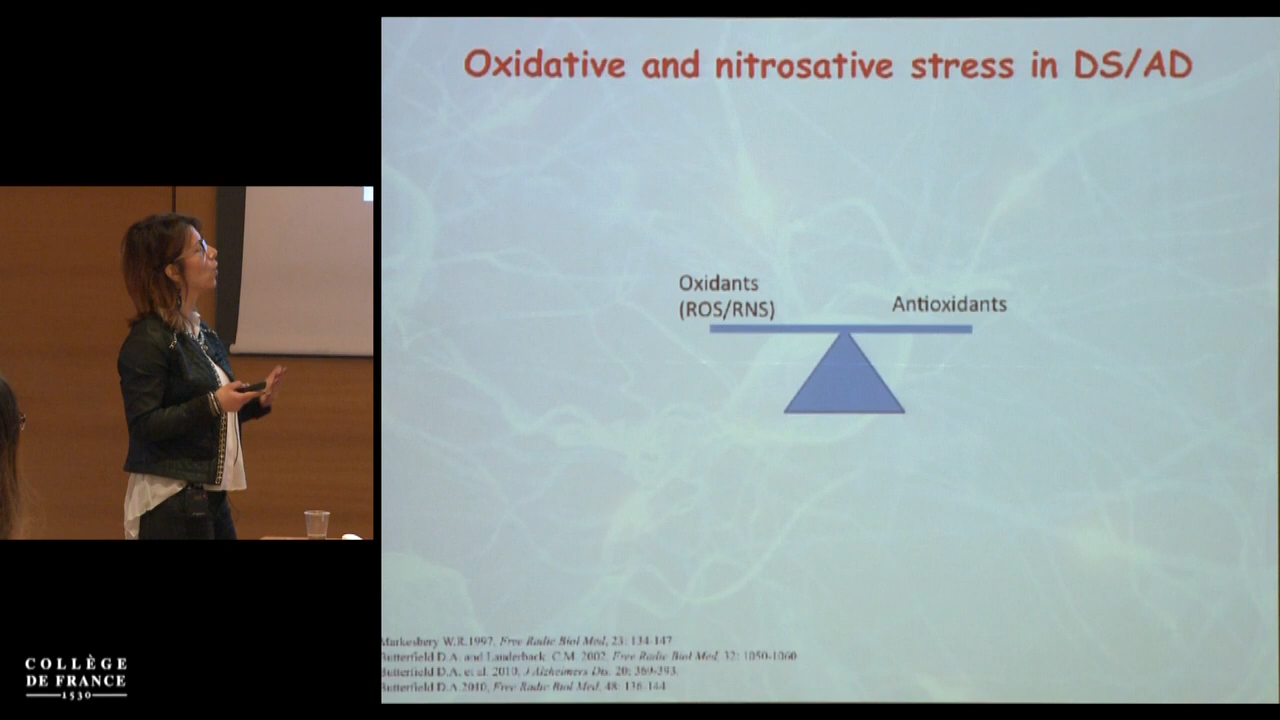 Oxidative and nitrosative stress in DS/AD
Oxidants
(ROS/RNS)
Antioxidants
Markesbery W.R.1997, Free Radic Biol Med, 23: 134-147
Butterfield D.A. and Lauderback C.M. 2002, Free Radic Biol Med, 32: 1050-1060
Butterfield D.A. et al. 2010, J Alzheimers Dis. 20: 369-393.
Butterfield D.A.2010, Free Radic Biol Med, 48: 136-144
COLLÈGE
DE FRANCE
1530